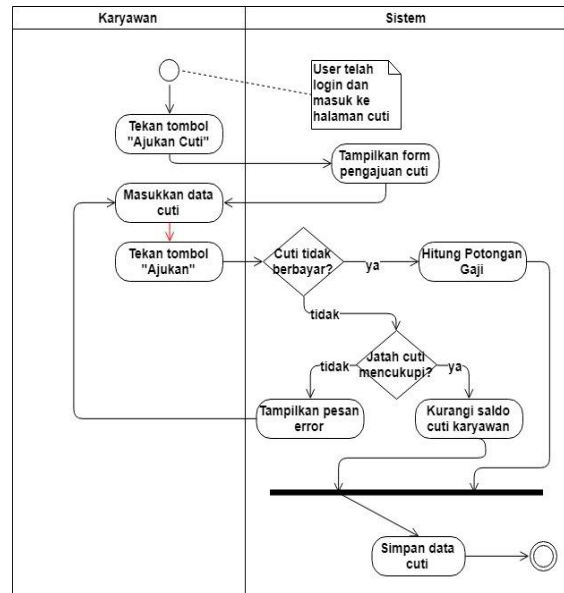 Karyawan
Sistem
User telah
login dan
masuk ke
halaman cuti
Tekan tombol
"Ajukan Cuti"
Tampilkan form
pengajuan cuti
Masukkan data
cuti
Tekan tombol
"Ajukan"
Cuti tidak
berbayar?
ya
Hitung Potongan
Gaji
tidak
Jatah cuti
mencukupi?
tidak
ya
Tampilkan pesan
error
Kurangi saldo
cuti karyawan
Simpan data
cuti